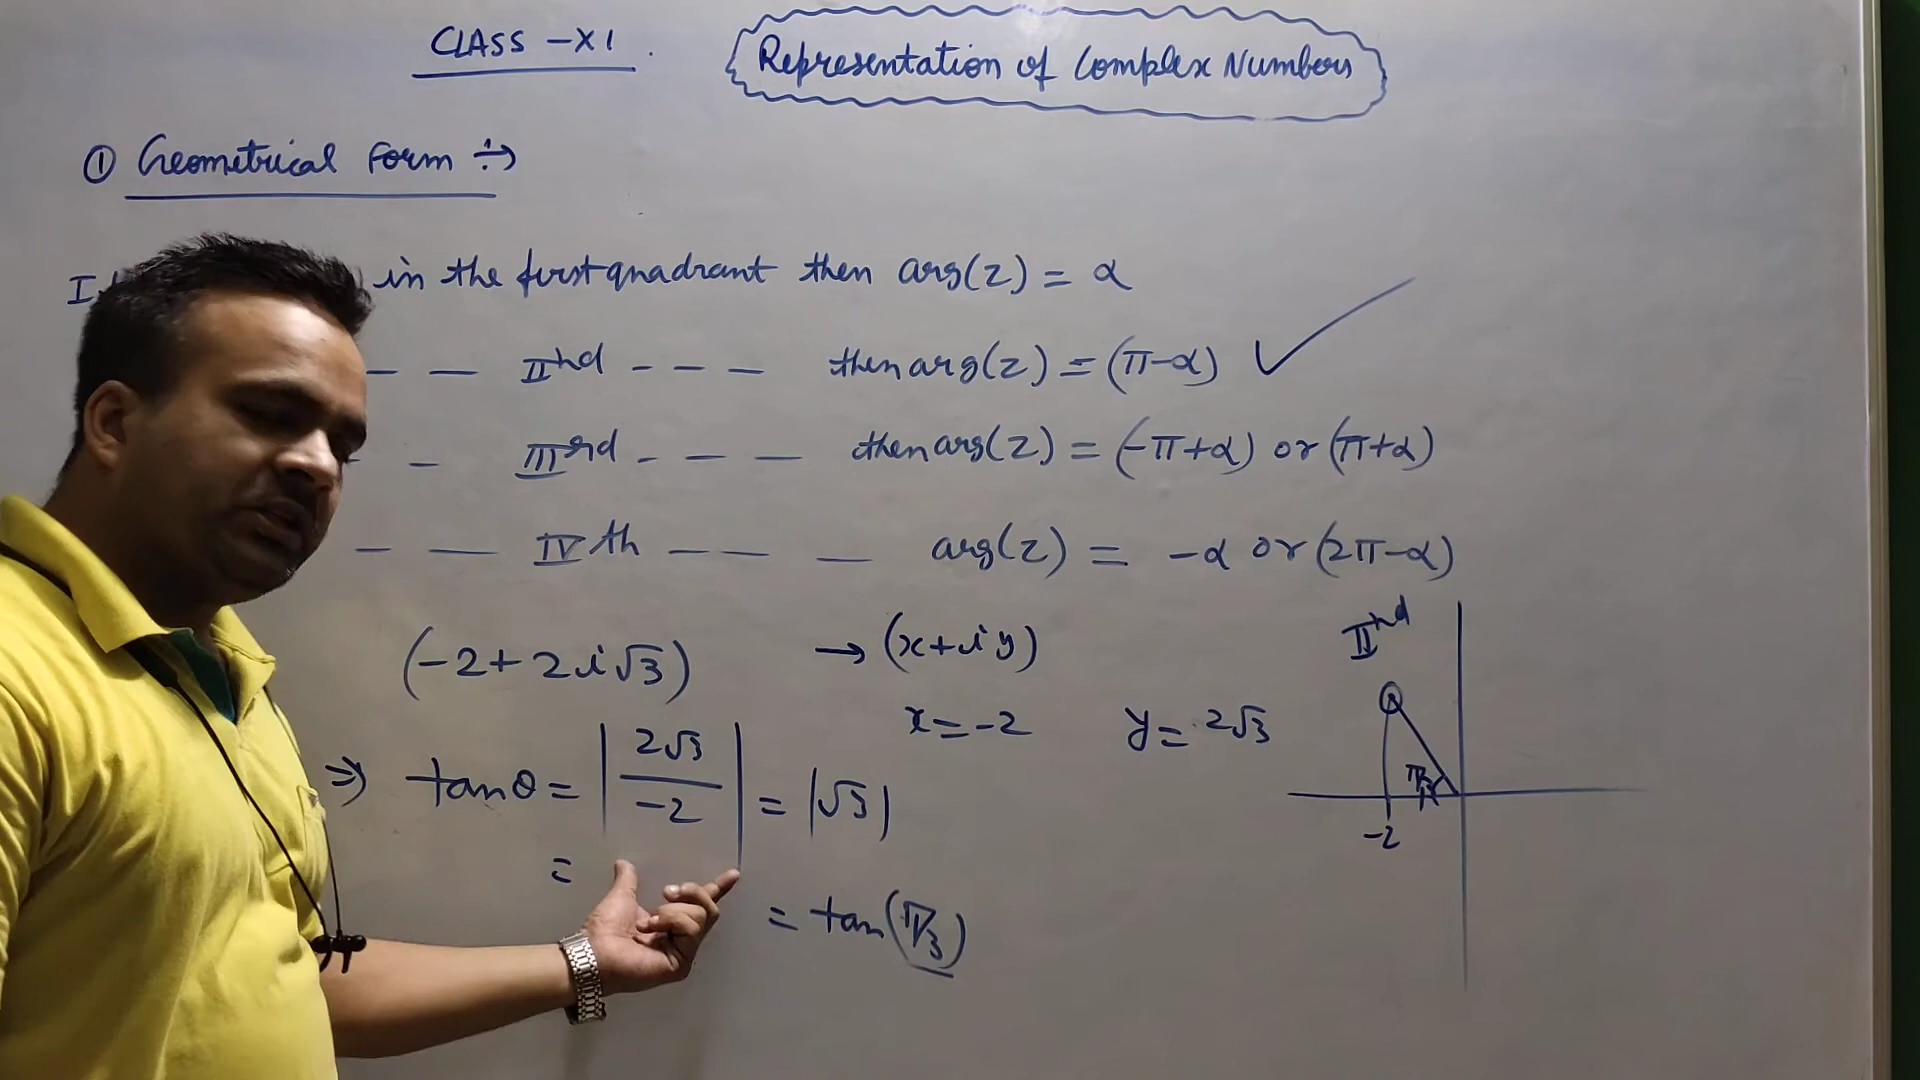 CLASS -XI .
Representation of Complex Numbers
① Geometrical Form ÷→
I in the first quadrant then arg(z) = α
- - IInd - - - then arg(z) = (π-α) ✓
- - IIIrd - - - then arg(z) = (-π+α) or (π+α)
- — IVth — — — arg(z) = -α or (2π-α)
(-2+2i√3) → (x+iy)
x=-2 y=2√3
⇒ tanθ = |2√3/-2| = |√3|
=
= tan(π/3)
IInd
π/3
-2